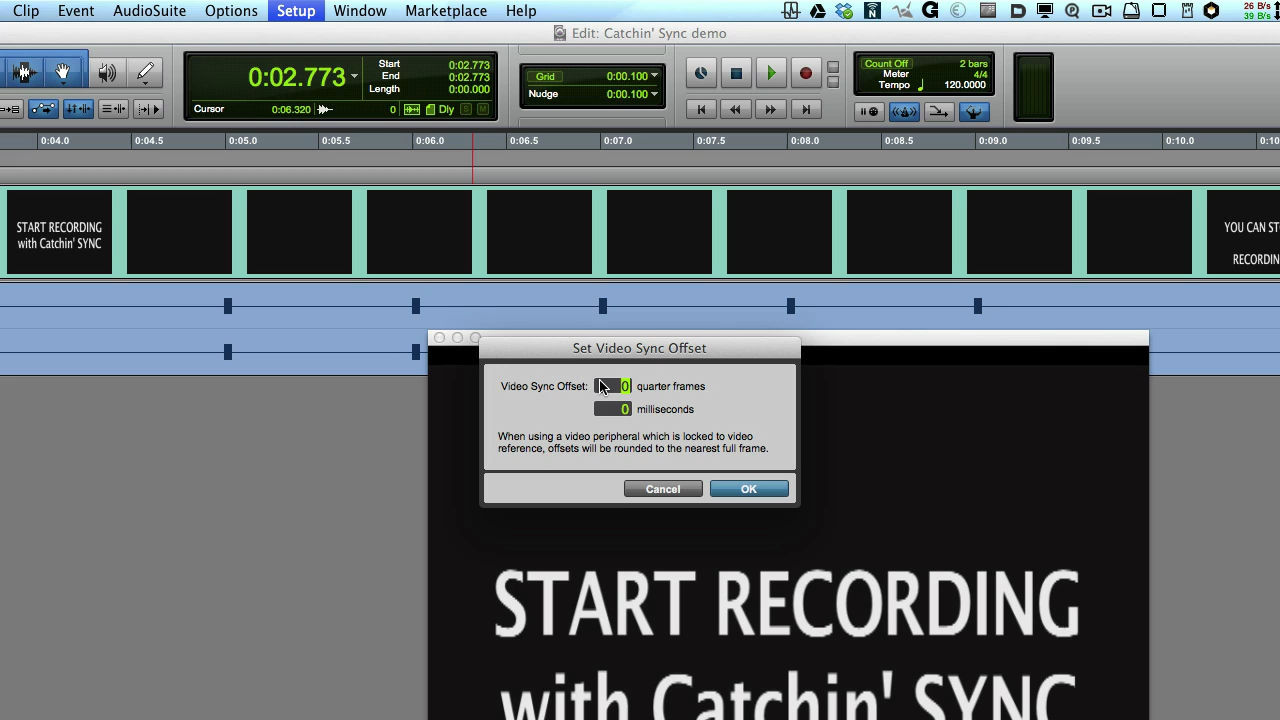 Clip Event AudioSuite Options Setup Window Marketplace Help
26 B/s
39 B/s
Edit: Catchin' Sync demo
0:02.773
Start 0:02.773
End 0:02.773
Length 0:00.000
Cursor 0:06.320 0 Dly S M
Grid 0:00.100
Nudge 0:00.100
Count Off 2 bars
Meter 4/4
Tempo 120.0000
0:04.0 0:04.5 0:05.0 0:05.5 0:06.0 0:06.5 0:07.0 0:07.5 0:08.0 0:08.5 0:09.0 0:09.5 0:10.0 0:10
START RECORDING
with Catchin' SYNC
YOU CAN ST
RECORDIN
Set Video Sync Offset
Video Sync Offset: 0 quarter frames
0 milliseconds
When using a video peripheral which is locked to video
reference, offsets will be rounded to the nearest full frame.
Cancel OK
START RECORDING
with Catchin' SYNC